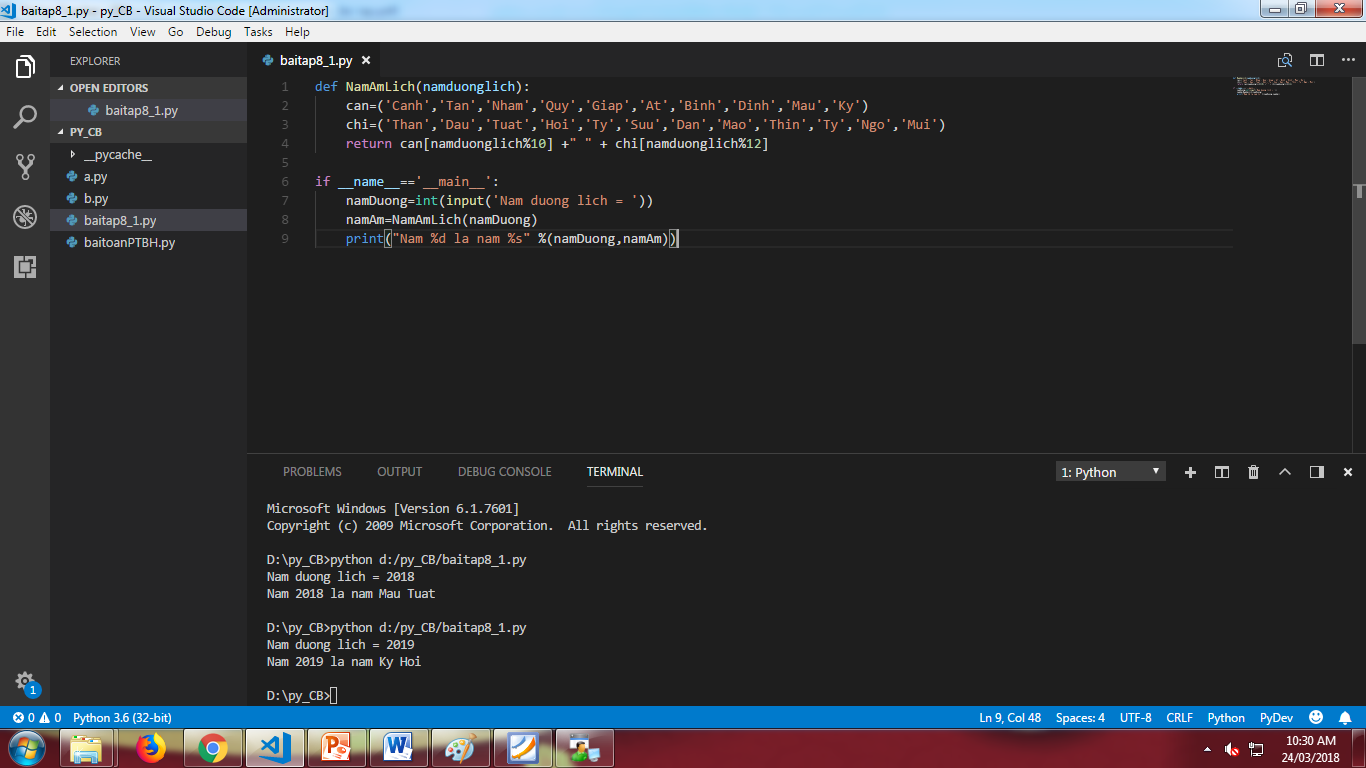 baitap8_1.py - py_CB - Visual Studio Code [Administrator]
File Edit Selection View Go Debug Tasks Help
EXPLORER
OPEN EDITORS
baitap8_1.py
PY_CB
__pycache__
a.py
b.py
baitap8_1.py
baitoanPTBH.py
1
baitap8_1.py
1 def NamAmLich(namduonglich):
2 can=('Canh','Tan','Nham','Quy','Giap','At','Binh','Dinh','Mau','Ky')
3 chi=('Than','Dau','Tuat','Hoi','Ty','Suu','Dan','Mao','Thin','Ty','Ngo','Mui')
4 return can[namduonglich%10] +" " + chi[namduonglich%12]
5
6 if __name__=='__main__':
7 namDuong=int(input('Nam duong lich = '))
8 namAm=NamAmLich(namDuong)
9 print("Nam %d la nam %s" %(namDuong,namAm))
PROBLEMS OUTPUT DEBUG CONSOLE TERMINAL 1: Python
Microsoft Windows [Version 6.1.7601]
Copyright (c) 2009 Microsoft Corporation.  All rights reserved.
D:\py_CB>python d:/py_CB/baitap8_1.py
Nam duong lich = 2018
Nam 2018 la nam Mau Tuat
D:\py_CB>python d:/py_CB/baitap8_1.py
Nam duong lich = 2019
Nam 2019 la nam Ky Hoi
D:\py_CB>
0 0 Python 3.6 (32-bit) Ln 9, Col 48 Spaces: 4 UTF-8 CRLF Python PyDev
10:30 AM
24/03/2018